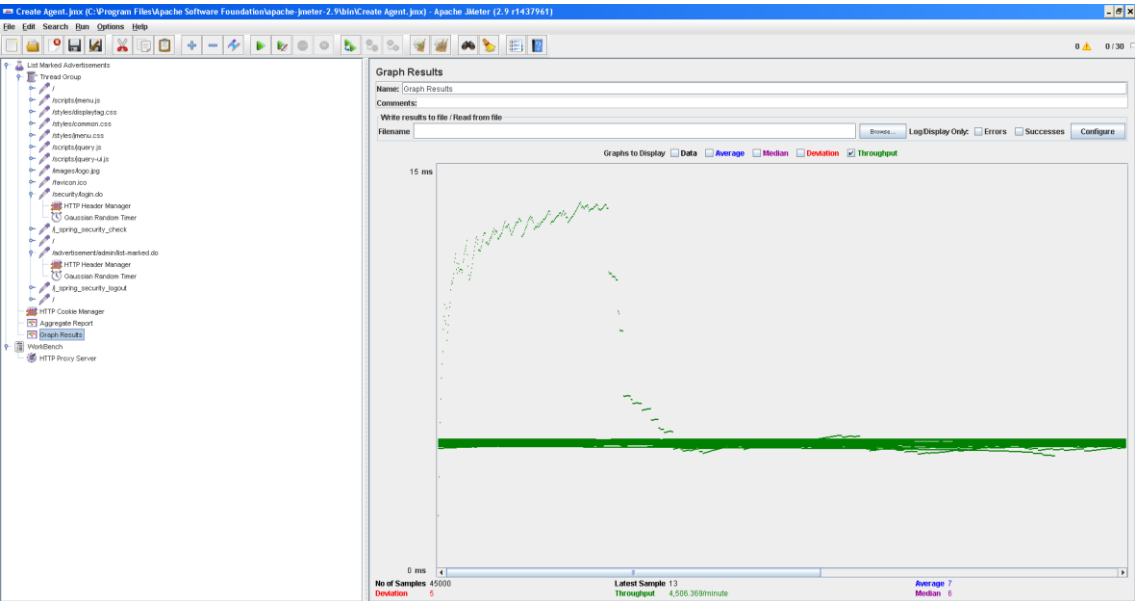 Create Agent.jmx (C:\Program Files\Apache Software Foundation\apache-jmeter-2.9\bin\Create Agent.jmx) - Apache JMeter (2.9 r1437961)
File Edit Search Run Options Help
0 0 / 30
List Marked Advertisements
Thread Group
/
/scripts/menu.js
/styles/displaytag.css
/styles/common.css
/styles/menu.css
/scripts/jquery.js
/scripts/jquery-ui.js
/images/logo.jpg
/favicon.ico
/security/login.do
HTTP Header Manager
Gaussian Random Timer
/j_spring_security_check
/
/advertisement/admin/list-marked.do
HTTP Header Manager
Gaussian Random Timer
/j_spring_security_logout
/
HTTP Cookie Manager
Aggregate Report
Graph Results
WorkBench
HTTP Proxy Server
Graph Results
Name: Graph Results
Comments:
Write results to file / Read from file
Filename Browse... Log/Display Only: Errors Successes Configure
Graphs to Display Data Average Median Deviation Throughput
15 ms
0 ms
No of Samples 45000 Latest Sample 13 Average 7
Deviation 5 Throughput 4,506.369/minute Median 6